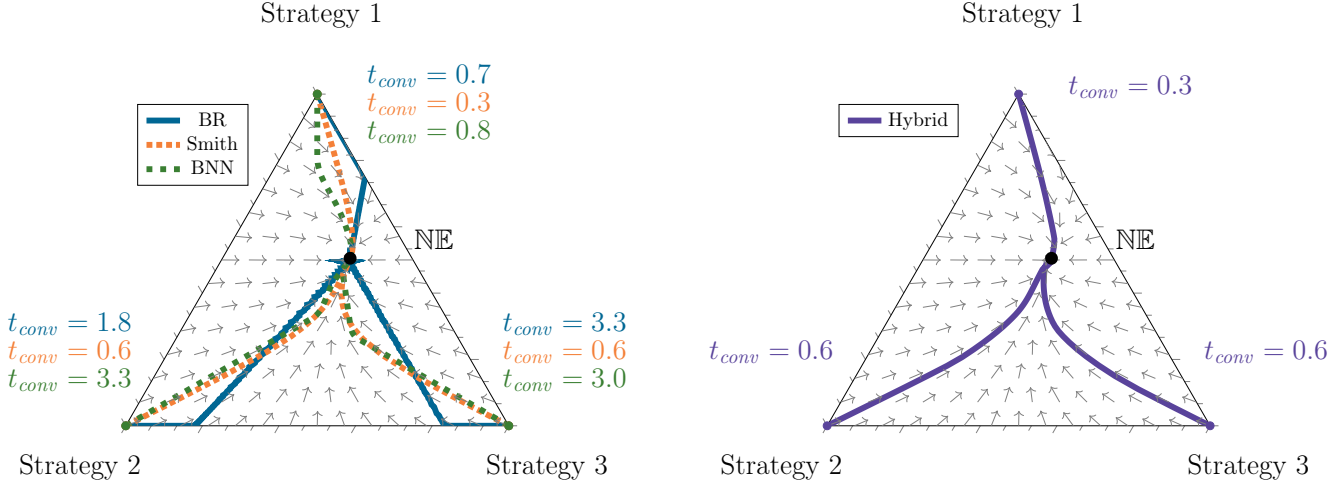 Strategy 1
t_conv = 0.7
t_conv = 0.3
t_conv = 0.8
BR
Smith
BNN
ℕ𝔼
t_conv = 1.8
t_conv = 0.6
t_conv = 3.3
t_conv = 3.3
t_conv = 0.6
t_conv = 3.0
Strategy 2
Strategy 3
Strategy 1
t_conv = 0.3
Hybrid
ℕ𝔼
t_conv = 0.6
t_conv = 0.6
Strategy 2
Strategy 3